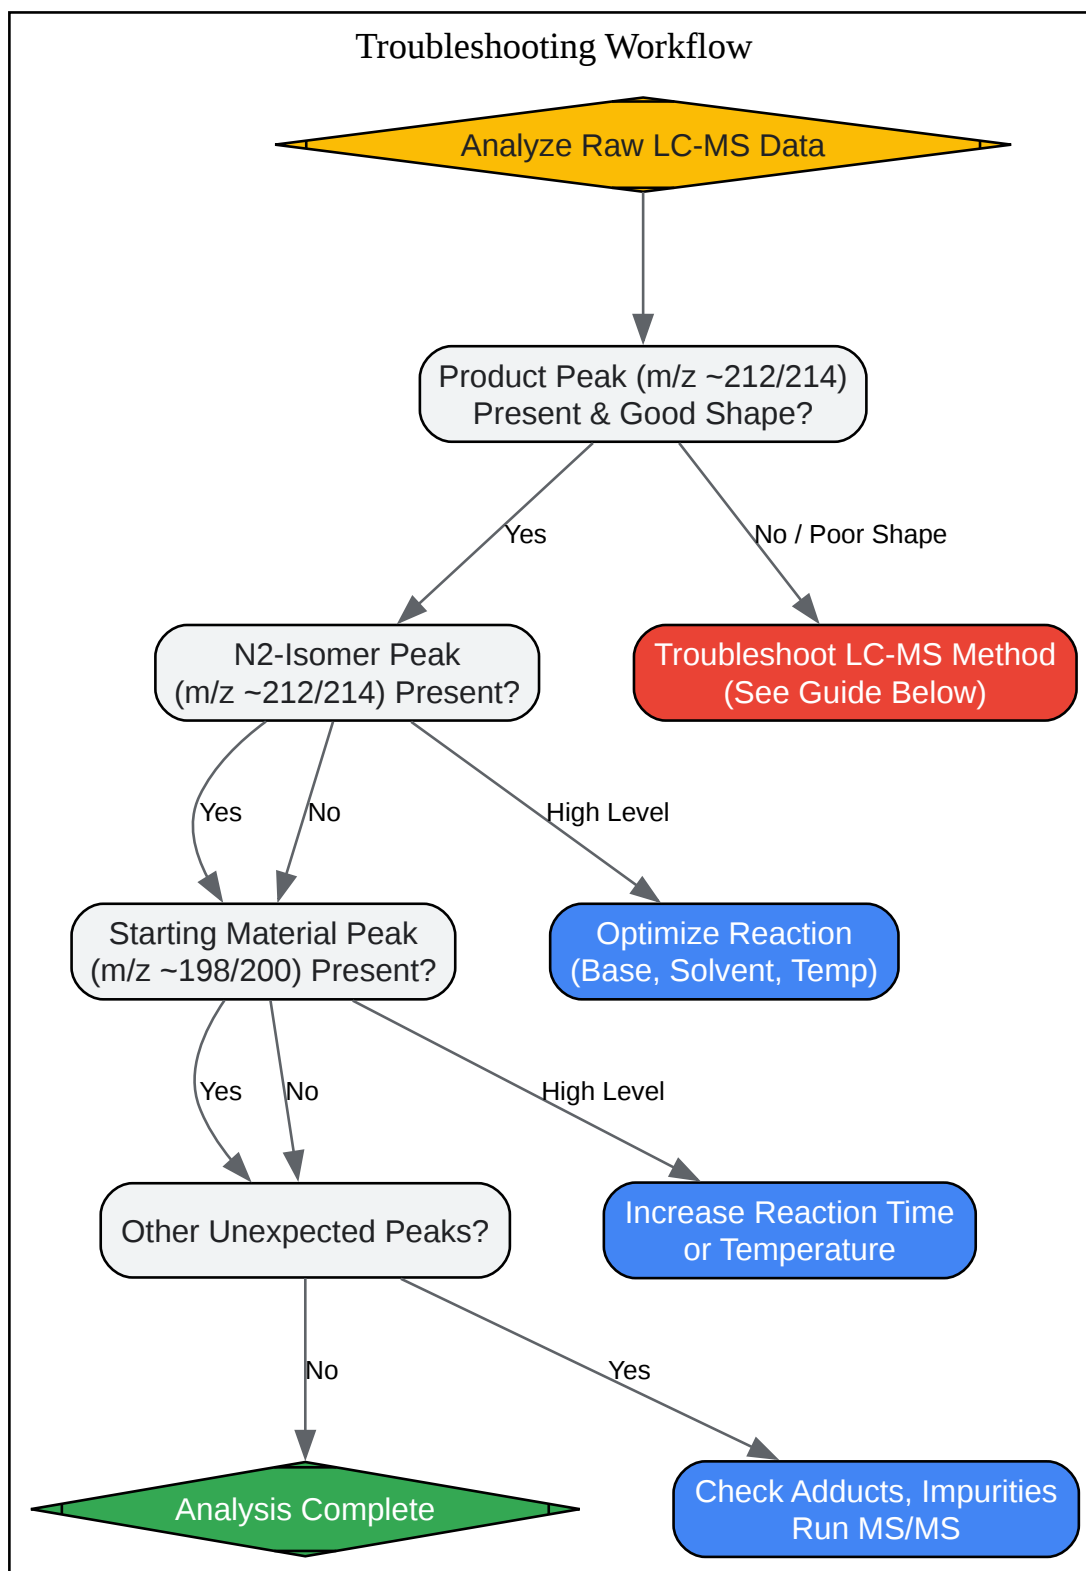 Troubleshooting Workflow
Analyze Raw LC-MS Data
Product Peak (m/z ~212/214)
Present & Good Shape?
Yes
No / Poor Shape
N2-Isomer Peak
(m/z ~212/214) Present?
Troubleshoot LC-MS Method
(See Guide Below)
Yes
No
High Level
Starting Material Peak
(m/z ~198/200) Present?
Optimize Reaction
(Base, Solvent, Temp)
Yes
No
High Level
Other Unexpected Peaks?
Increase Reaction Time
or Temperature
No
Yes
Analysis Complete
Check Adducts, Impurities
Run MS/MS